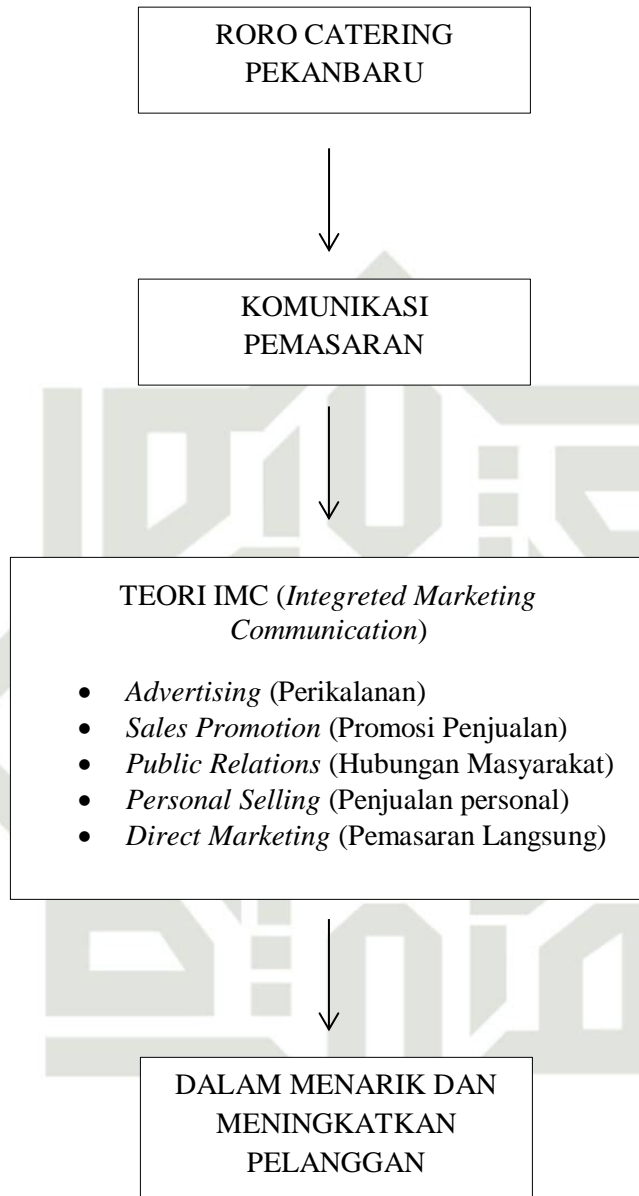 RORO CATERING
PEKANBARU
KOMUNIKASI
PEMASARAN
TEORI IMC (Integreted Marketing
Communication)
• Advertising (Perikalanan)
• Sales Promotion (Promosi Penjualan)
• Public Relations (Hubungan Masyarakat)
• Personal Selling (Penjualan personal)
• Direct Marketing (Pemasaran Langsung)
DALAM MENARIK DAN
MENINGKATKAN
PELANGGAN